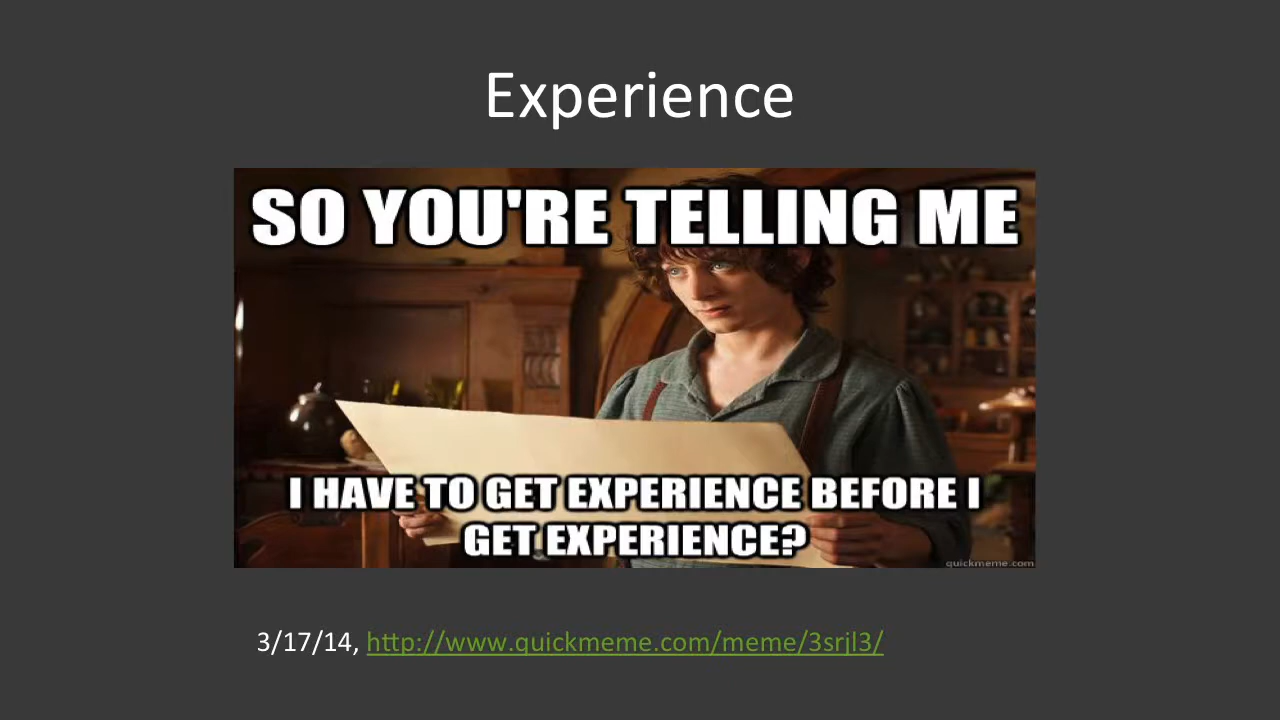 Experience
SO YOU'RE TELLING ME
I HAVE TO GET EXPERIENCE BEFORE I
GET EXPERIENCE?
quickmeme.com
3/17/14, http://www.quickmeme.com/meme/3srjl3/